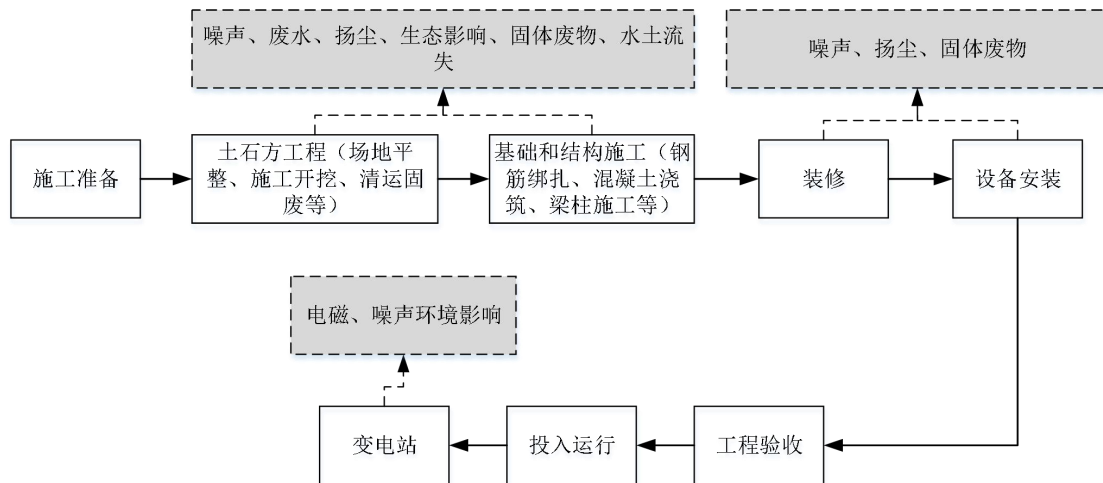 噪声、废水、扬尘、生态影响、固体废物、水土流
失
噪声、扬尘、固体废物
施工准备
土石方工程（场地平
整、施工开挖、清运固
废等）
基础和结构施工（钢
筋绑扎、混凝土浇
筑、梁柱施工等）
装修
设备安装
电磁、噪声环境影响
变电站
投入运行
工程验收